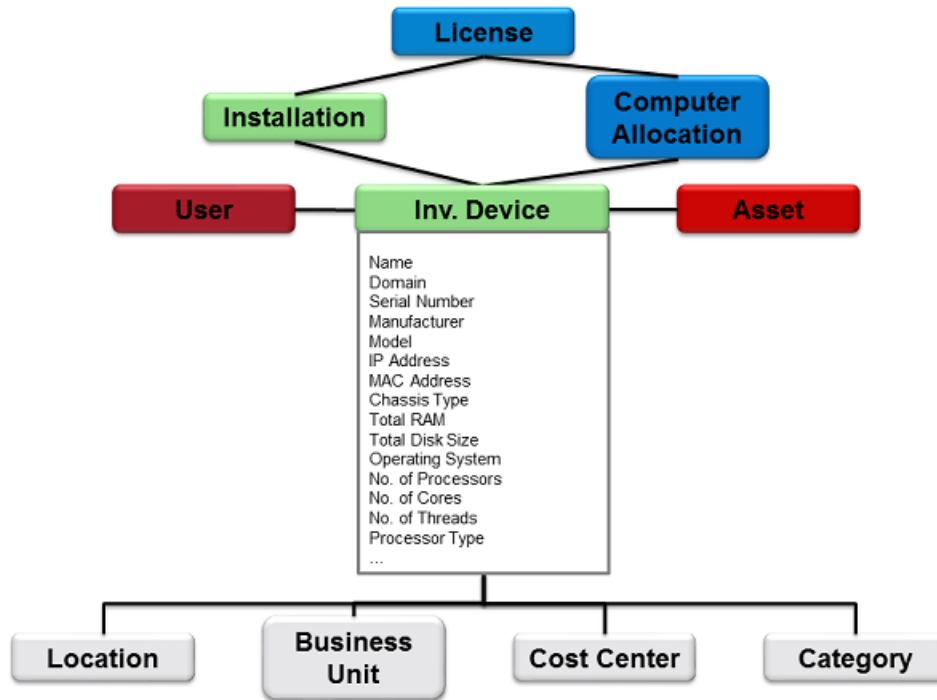 License
Installation
Computer
Allocation
User
Inv. Device
Asset
Name
Domain
Serial Number
Manufacturer
Model
IP Address
MAC Address
Chassis Type
Total RAM
Total Disk Size
Operating System
No. of Processors
No. of Cores
No. of Threads
Processor Type
...
Location
Business
Unit
Cost Center
Category